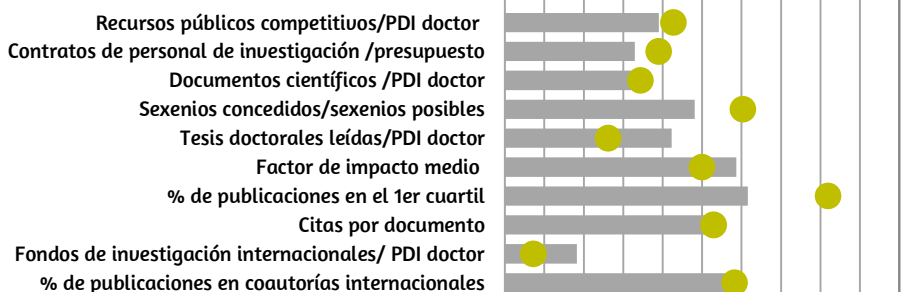 Recursos públicos competitivos/PDI doctor
Contratos de personal de investigación /presupuesto
Documentos científicos /PDI doctor
Sexenios concedidos/sexenios posibles
Tesis doctorales leídas/PDI doctor
Factor de impacto medio
% de publicaciones en el 1er cuartil
Citas por documento
Fondos de investigación internacionales/ PDI doctor
% de publicaciones en coautorías internacionales